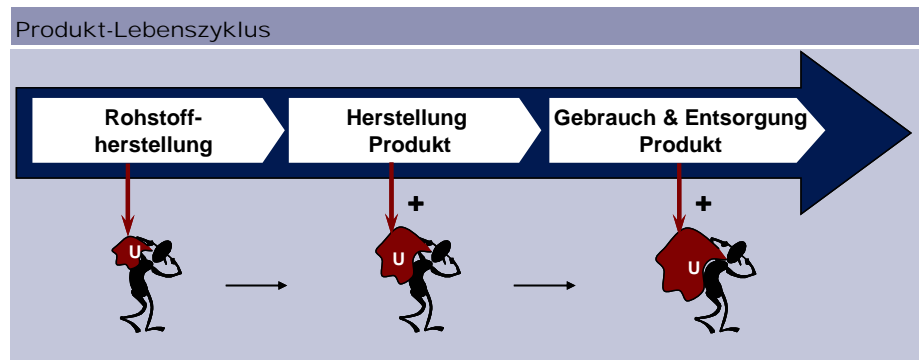 Produkt-Lebenszyklus
Rohstoff-
herstellung
Herstellung
Produkt
Gebrauch & Entsorgung
Produkt
+
+
U
U
U